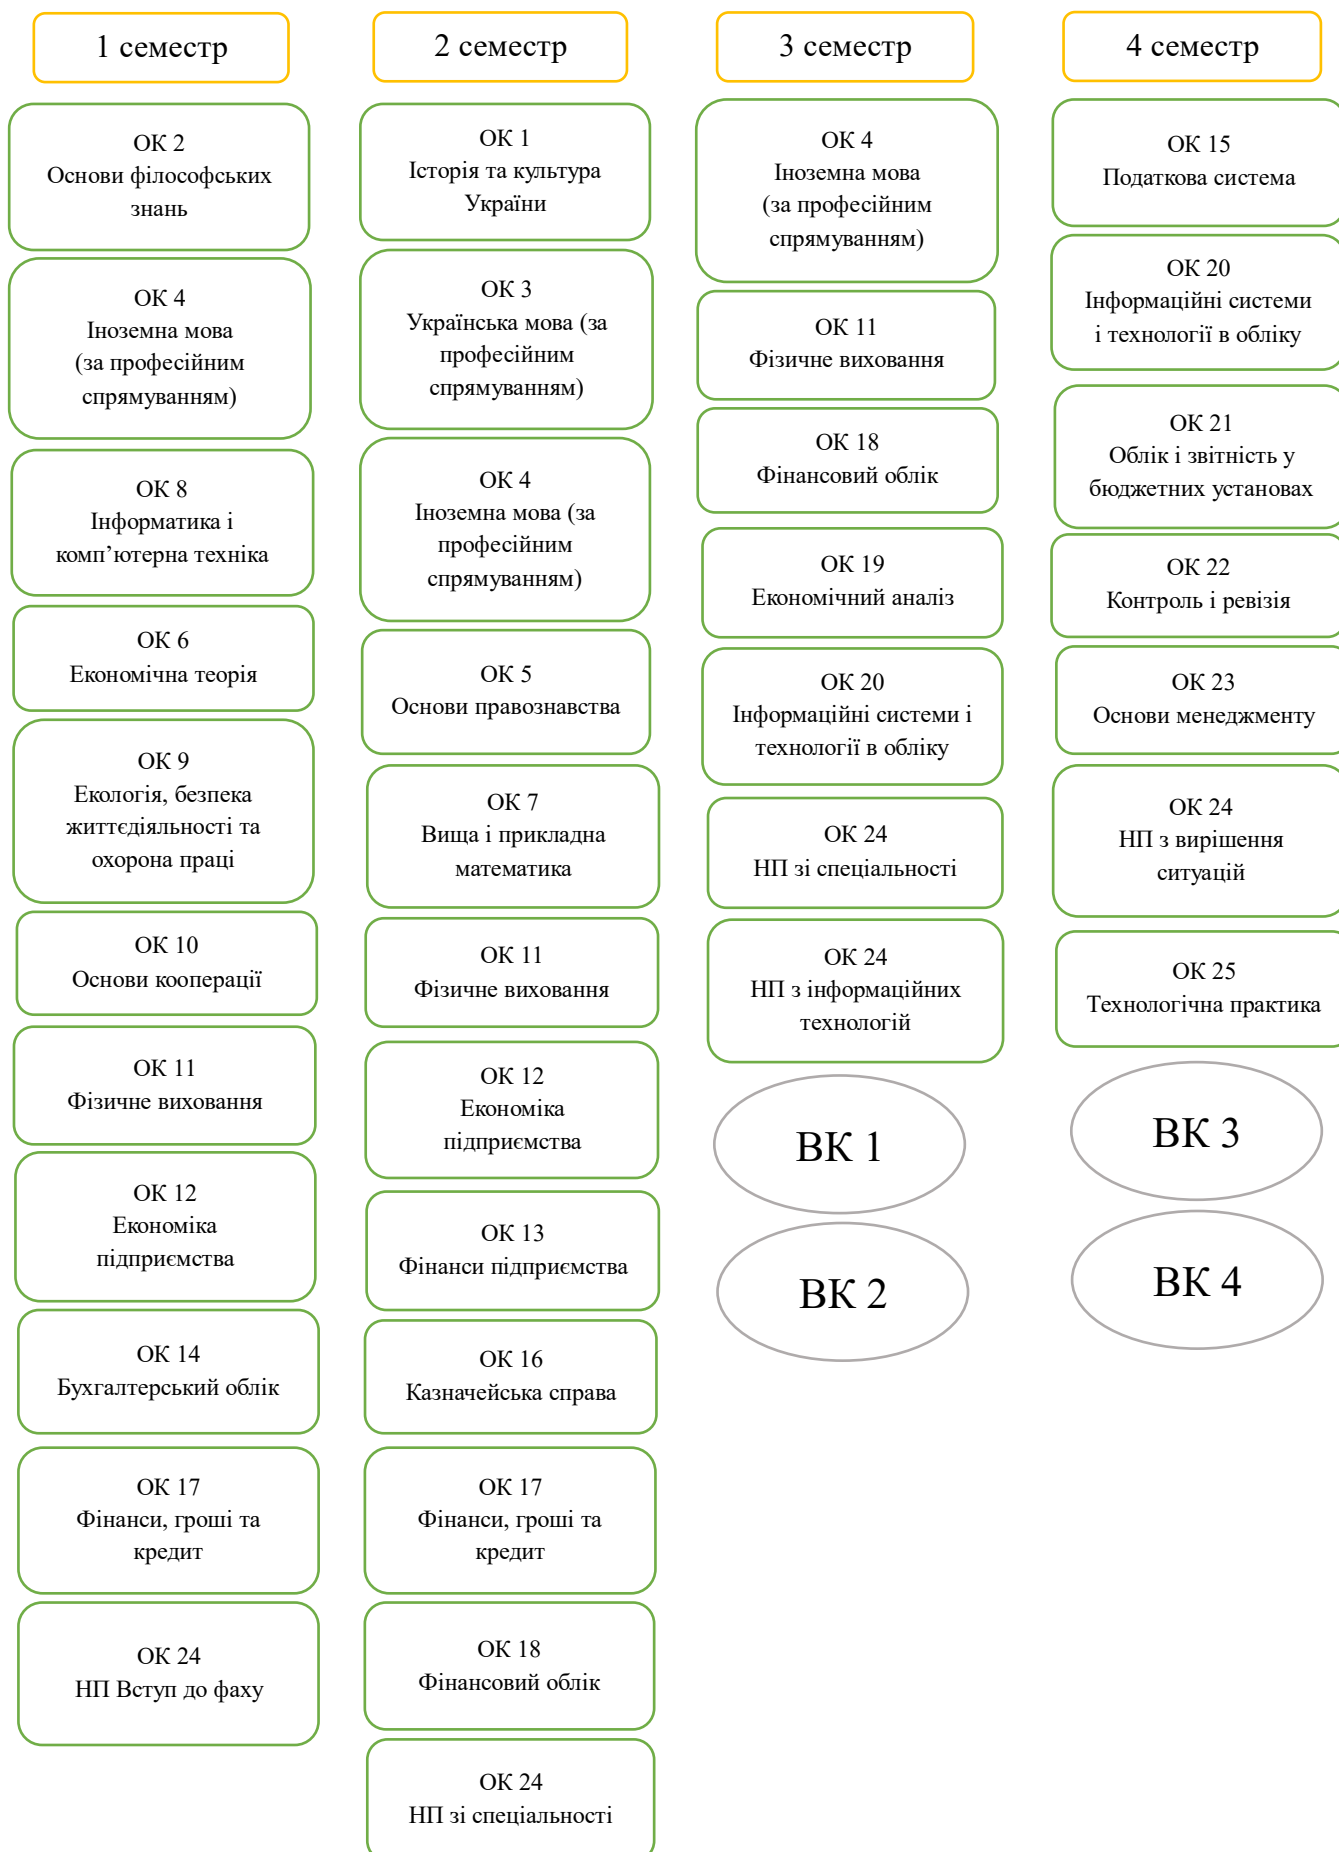 1 семестр
ОК 2
Основи філософських
знань
ОК 4
Іноземна мова
(за професійним
спрямуванням)
ОК 8
Інформатика і
комп’ютерна техніка
ОК 6
Економічна теорія
ОК 9
Екологія, безпека
життєдіяльності та
охорона праці
ОК 10
Основи кооперації
ОК 11
Фізичне виховання
ОК 12
Економіка
підприємства
ОК 14
Бухгалтерський облік
ОК 17
Фінанси, гроші та
кредит
ОК 24
НП Вступ до фаху
2 семестр
ОК 1
Історія та культура
України
ОК 3
Українська мова (за
професійним
спрямуванням)
ОК 4
Іноземна мова (за
професійним
спрямуванням)
ОК 5
Основи правознавства
ОК 7
Вища і прикладна
математика
ОК 11
Фізичне виховання
ОК 12
Економіка
підприємства
ОК 13
Фінанси підприємства
ОК 16
Казначейська справа
ОК 17
Фінанси, гроші та
кредит
ОК 18
Фінансовий облік
ОК 24
НП зі спеціальності
3 семестр
ОК 4
Іноземна мова
(за професійним
спрямуванням)
ОК 11
Фізичне виховання
ОК 18
Фінансовий облік
ОК 19
Економічний аналіз
ОК 20
Інформаційні системи і
технології в обліку
ОК 24
НП зі спеціальності
ОК 24
НП з інформаційних
технологій
ВК 1
ВК 2
4 семестр
ОК 15
Податкова система
ОК 20
Інформаційні системи
і технології в обліку
ОК 21
Облік і звітність у
бюджетних установах
ОК 22
Контроль і ревізія
ОК 23
Основи менеджменту
ОК 24
НП з вирішення
ситуацій
ОК 25
Технологічна практика
ВК 3
ВК 4